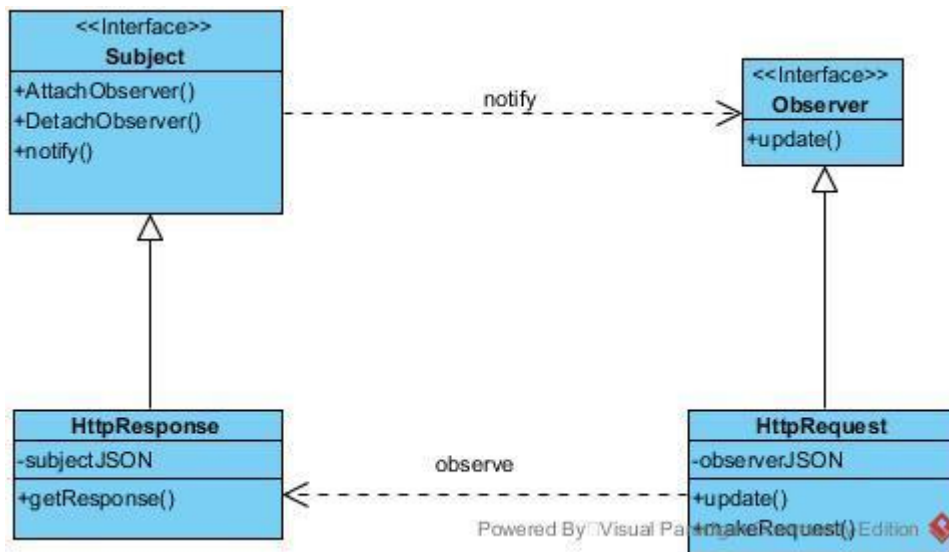 <<Interface>>
Subject
+AttachObserver()
+DetachObserver()
+notify()
notify
<<Interface>>
Observer
+update()
HttpResponse
-subjectJSON
+getResponse()
observe
HttpRequest
-observerJSON
+update()
+makeRequest()
Powered By Visual Edition